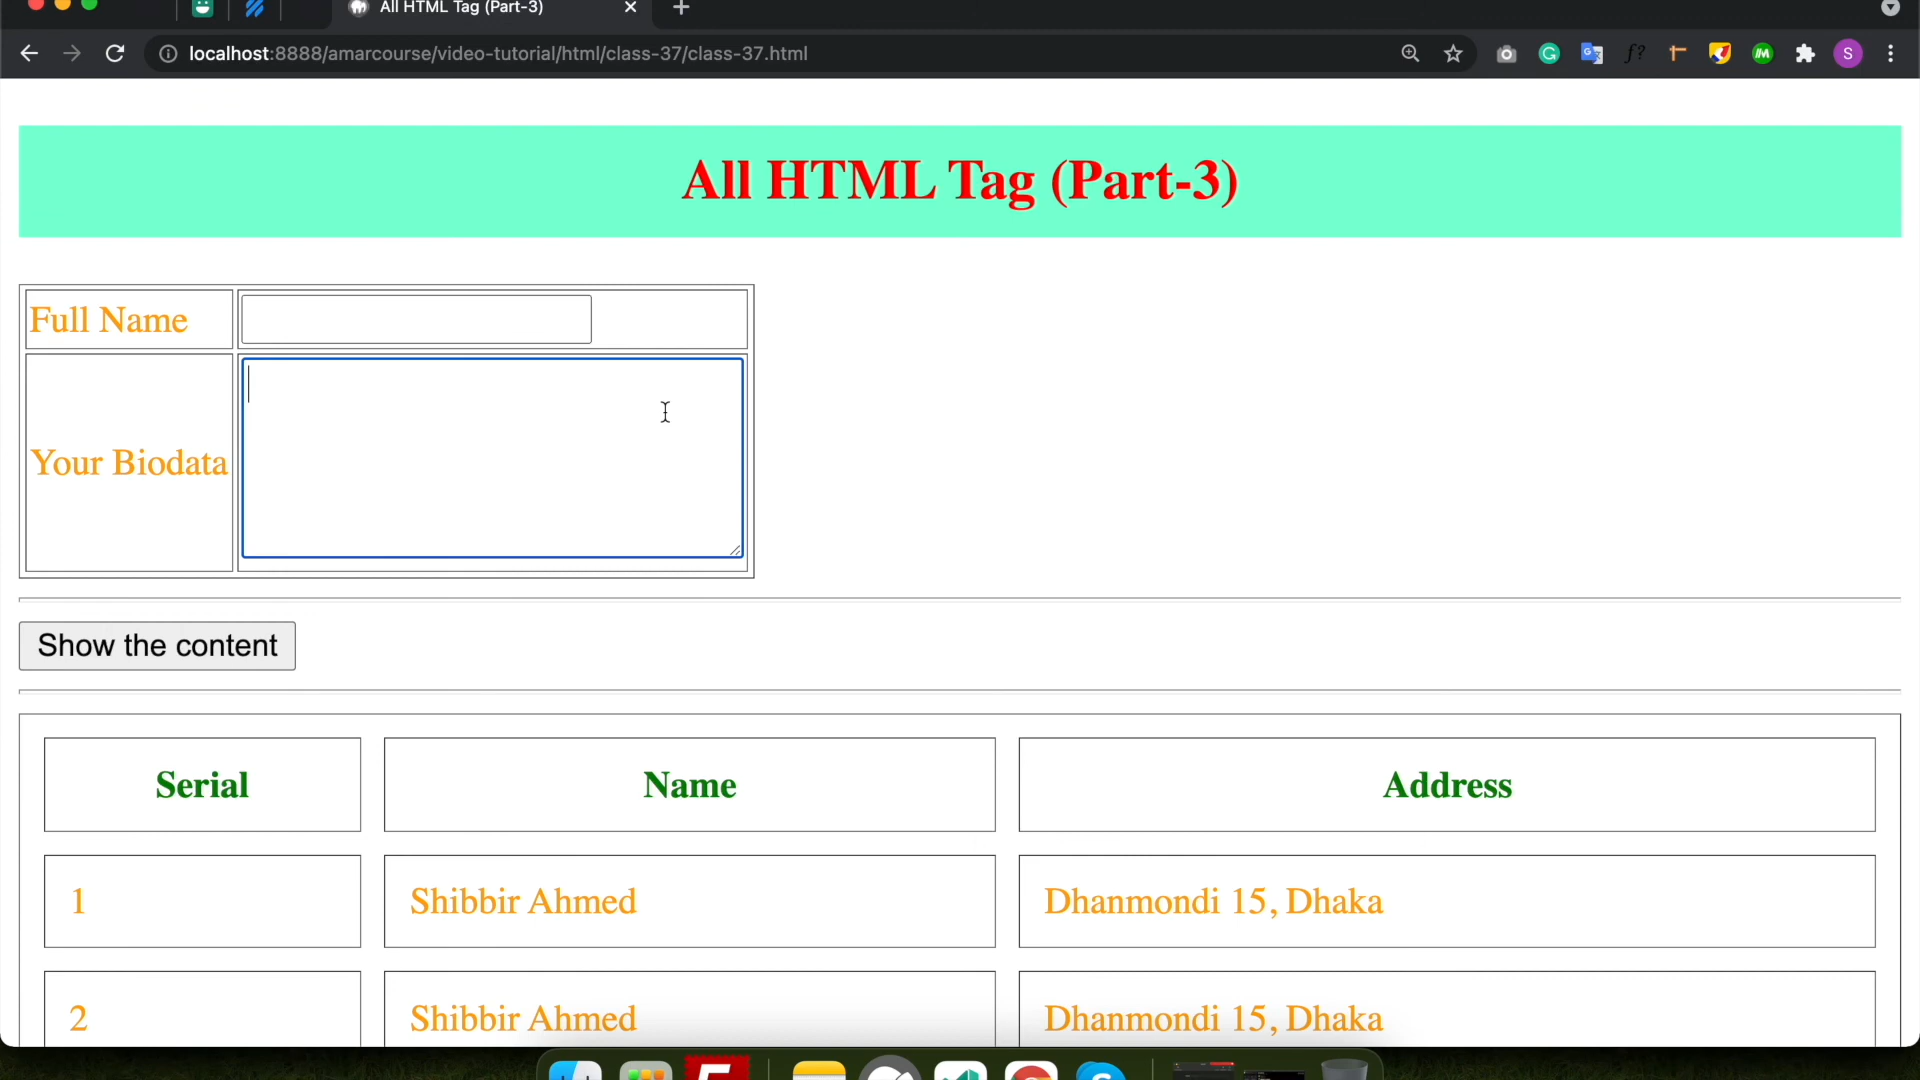 All HTML Tag (Part-3)
localhost:8888/amarcourse/video-tutorial/html/class-37/class-37.html
S
All HTML Tag (Part-3)
Full Name
Your Biodata
Show the content
Serial Name Address
1 Shibbir Ahmed Dhanmondi 15, Dhaka
2 Shibbir Ahmed Dhanmondi 15, Dhaka